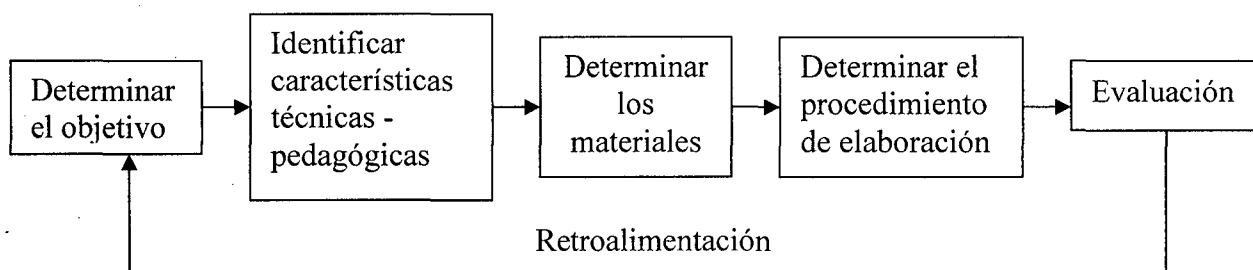 Determinar
el objetivo
Identificar
características
técnicas -
pedagógicas
Determinar
los
materiales
Determinar el
procedimiento
de elaboración
Evaluación
Retroalimentación